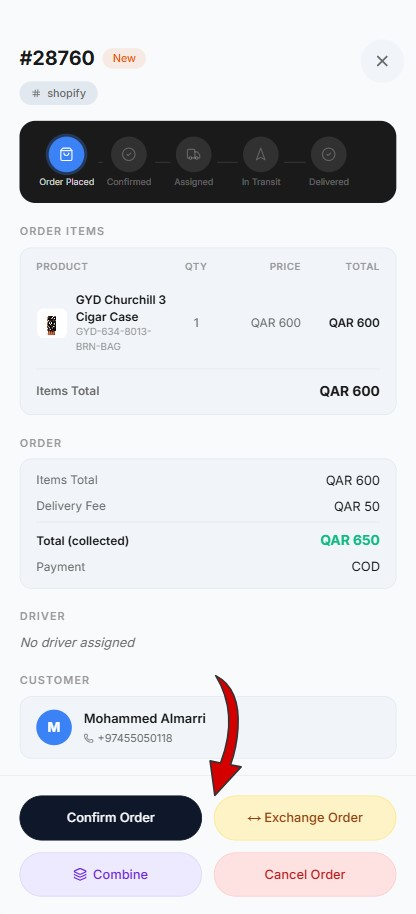 #28760 New
# shopify
Order Placed Confirmed Assigned In Transit Delivered
ORDER ITEMS
PRODUCT QTY PRICE TOTAL
GYD Churchill 3
Cigar Case
GYD-634-8013-
BRN-BAG
1 QAR 600 QAR 600
Items Total QAR 600
ORDER
Items Total QAR 600
Delivery Fee QAR 50
Total (collected) QAR 650
Payment COD
DRIVER
No driver assigned
CUSTOMER
M
Mohammed Almarri
+97455050118
Confirm Order ↔ Exchange Order
Combine Cancel Order